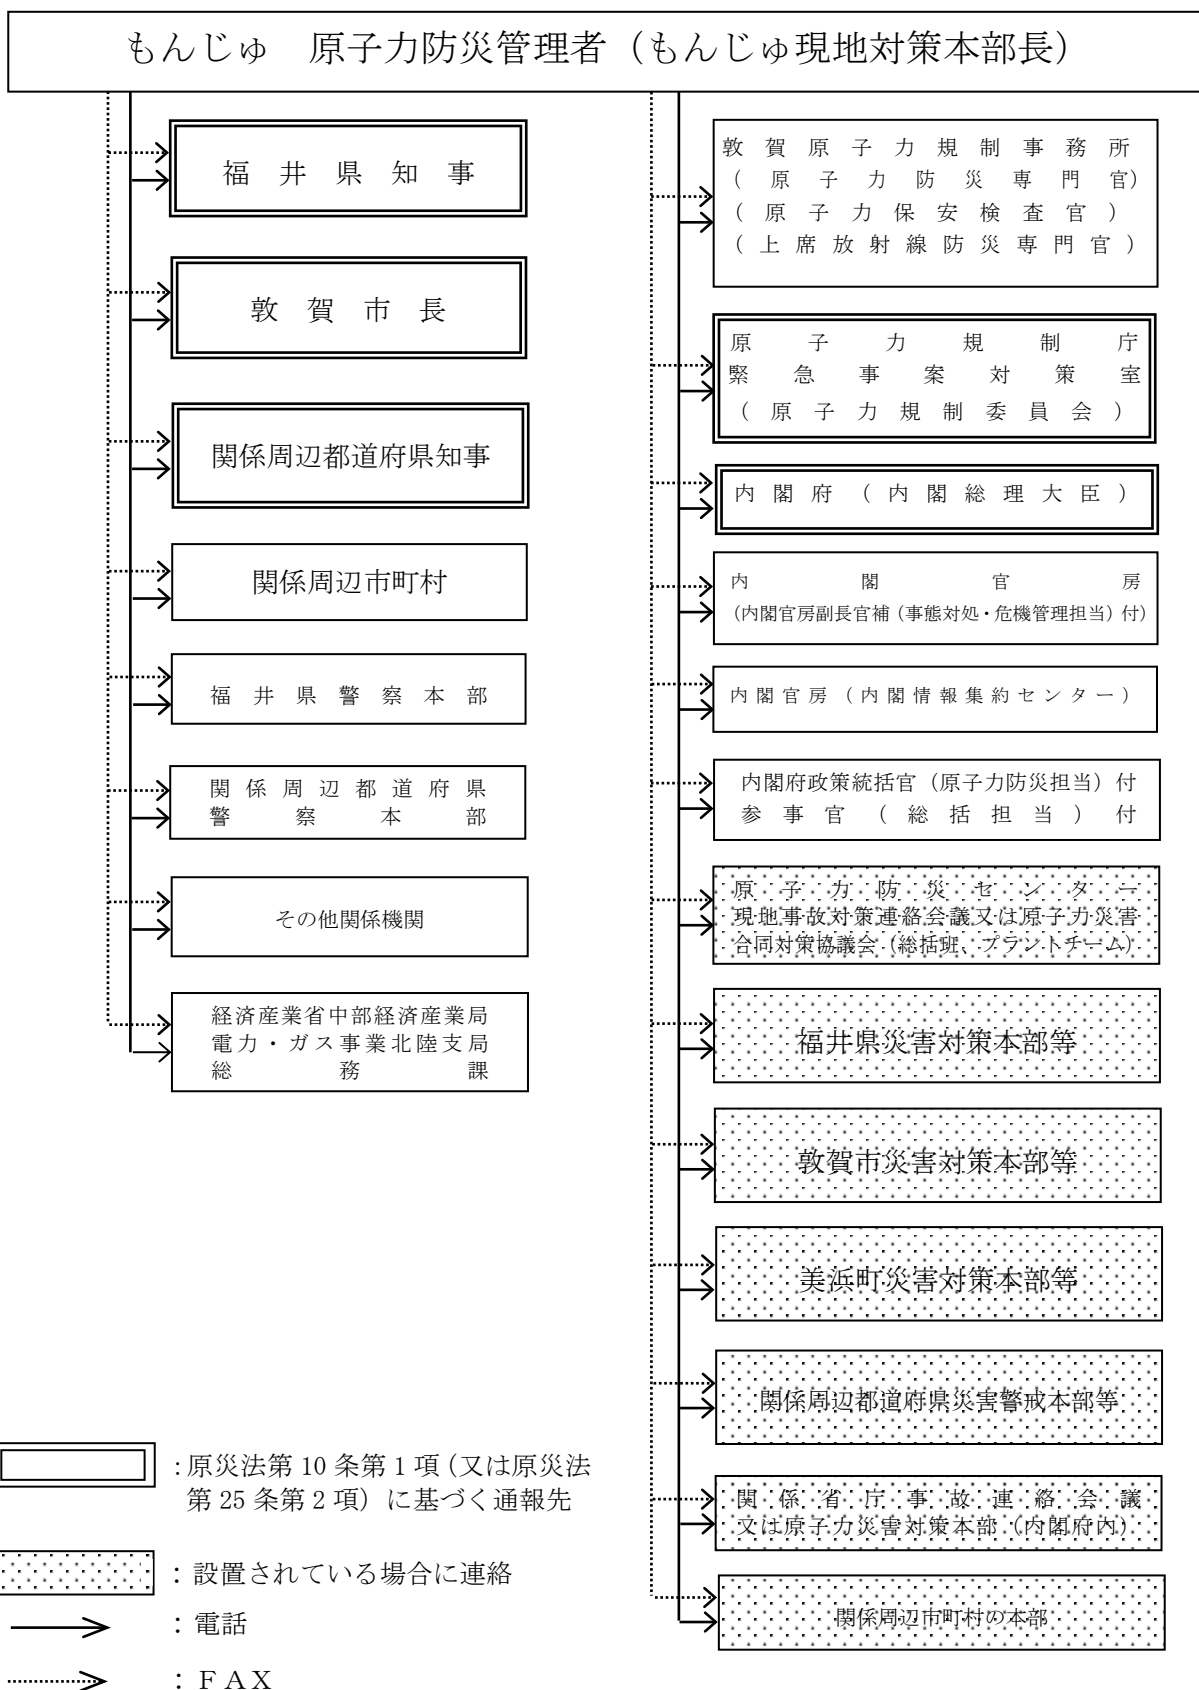 もんじゅ　原子力防災管理者（もんじゅ現地対策本部長）
福井県知事
敦賀市長
関係周辺都道府県知事
関係周辺市町村
福井県警察本部
関係周辺都道府県
警察本部
その他関係機関
経済産業省中部経済産業局
電力・ガス事業北陸支局
総務課
敦賀原子力規制事務所
（原子力防災専門官）
（原子力保安検査官）
（上席放射線防災専門官）
原子力規制庁
緊急事案対策室
（原子力規制委員会）
内閣府（内閣総理大臣）
内閣官房
（内閣官房副長官補（事態対処・危機管理担当）付）
内閣官房（内閣情報集約センター）
内閣府政策統括官（原子力防災担当）付
参事官（総括担当）付
原子力防災センター
現地事故対策連絡会議又は原子力災害
合同対策協議会（総括班、プラントチーム）
福井県災害対策本部等
敦賀市災害対策本部等
美浜町災害対策本部等
関係周辺都道府県災害警戒本部等
関係省庁事故連絡会議
又は原子力災害対策本部（内閣府内）
関係周辺市町村の本部
：原災法第10条第1項（又は原災法
第25条第2項）に基づく通報先
：設置されている場合に連絡
：電話
：ＦＡＸ